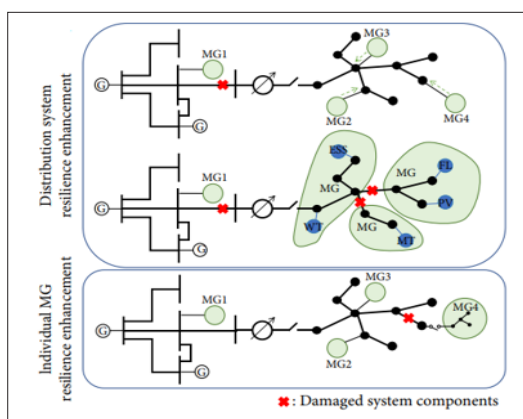 Distribution system
resilience enhancement
MG1
MG3
G
MG2
MG4
G
MG1
ESS
FL
MG
MG
G
WT
MG
PV
MT
G
Individual MG
resilience enhancement
MG1
MG3
MG4
G
MG2
G
: Damaged system components